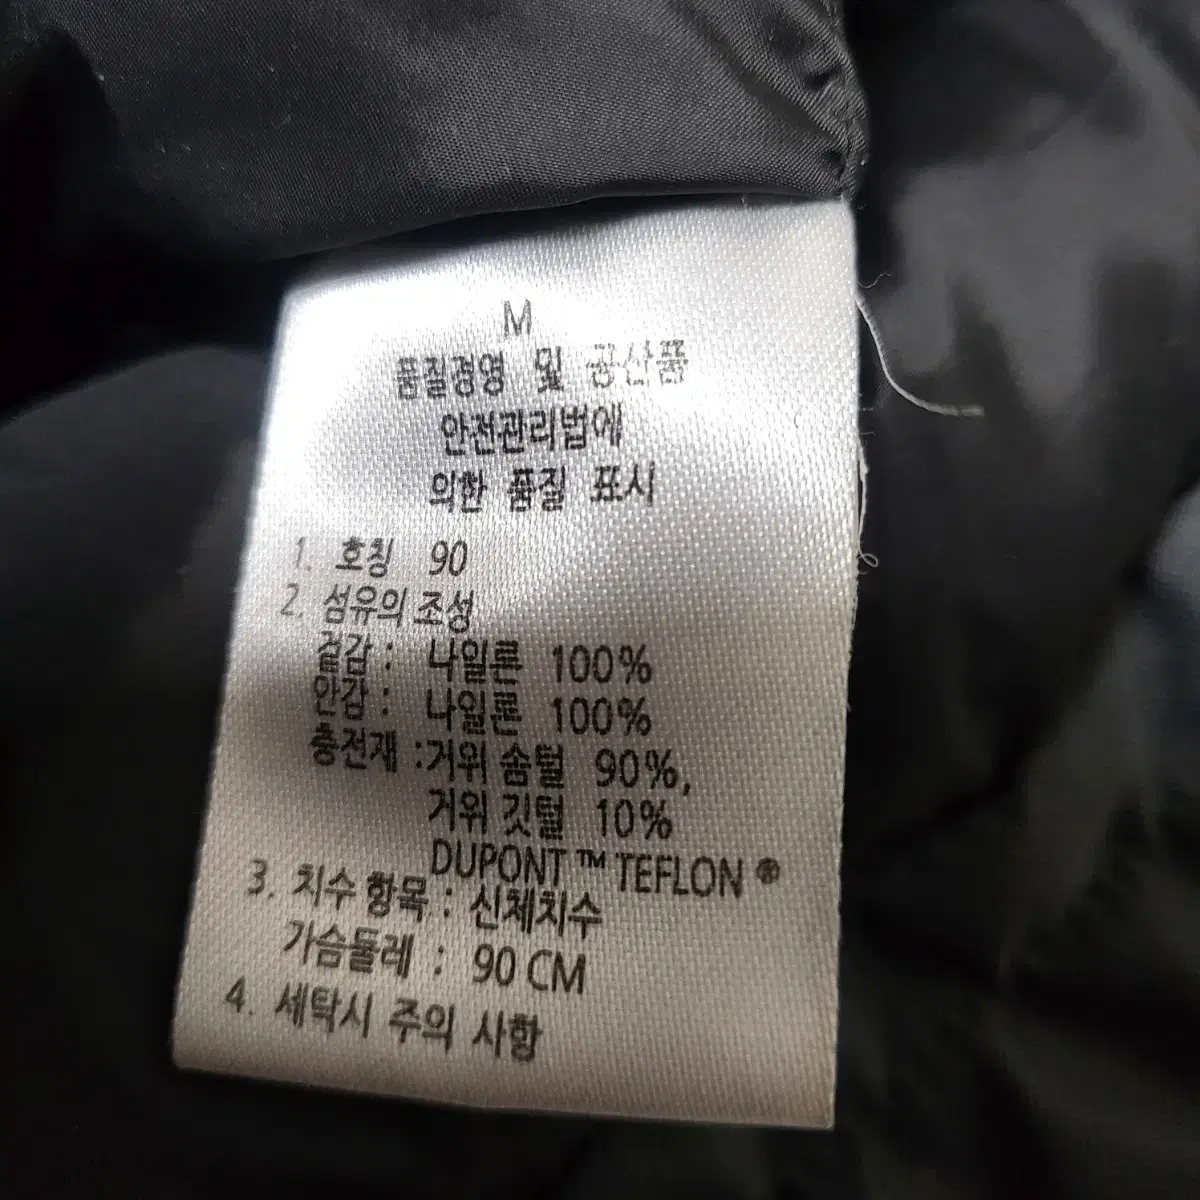 M
품질경영 및 공산품
안전관리법에
의한 품질 표시
1. 호칭 90
2. 섬유의 조성
겉감 : 나일론 100%
안감 : 나일론 100%
충전재 : 거위 솜털 90%,
거위 깃털 10%
DUPONT™ TEFLON®
3. 치수 항목 : 신체치수
가슴둘레 : 90 CM
4. 세탁시 주의 사항